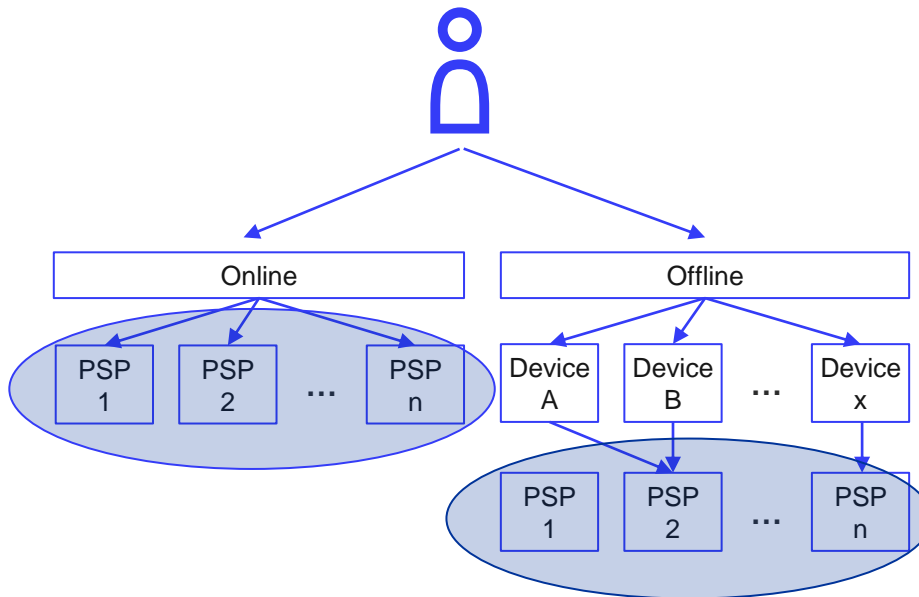 Online
Offline
PSP
1
PSP
2
...
PSP
n
Device
A
Device
B
...
Device
x
PSP
1
PSP
2
...
PSP
n